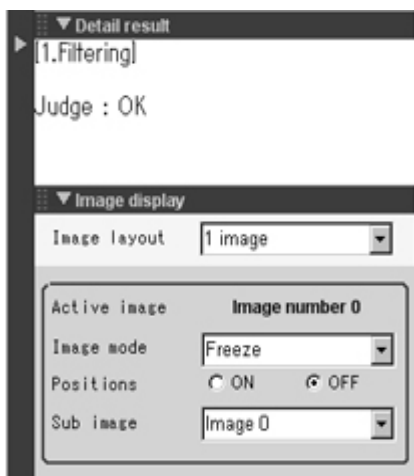 Detail result
[1.Filtering]
Judge : OK
Image display
Image layout 1 image
Active image Image number 0
Image mode Freeze
Positions ON OFF
Sub image Image 0